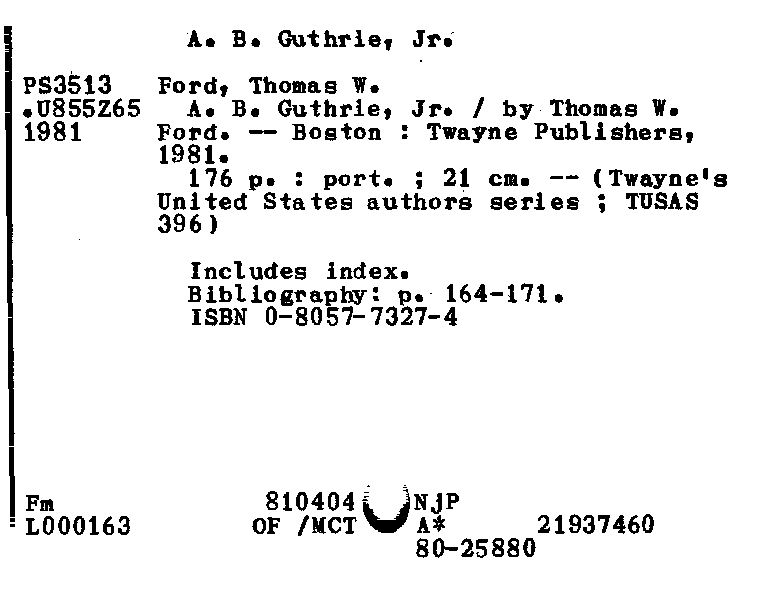 A. B. Guthrie, Jr.
PS3513 Ford, Thomas W.
.U855Z65 A. B. Guthrie, Jr. / by Thomas W.
1981 Ford. -- Boston : Twayne Publishers,
1981.
176 p. : port. ; 21 cm. -- (Twayne's
United States authors series ; TUSAS
396)
Includes index.
Bibliography: p. 164-171.
ISBN 0-8057-7327-4
Fm 810404 NjP
L000163 OF /MCT A* 21937460
80-25880